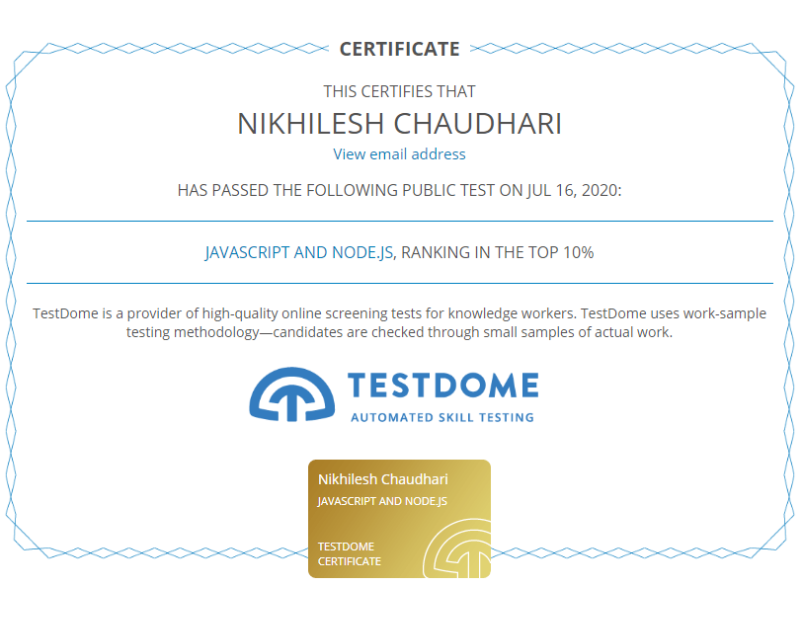 CERTIFICATE
THIS CERTIFIES THAT
NIKHILESH CHAUDHARI
View email address
HAS PASSED THE FOLLOWING PUBLIC TEST ON JUL 16, 2020:
JAVASCRIPT AND NODE.JS, RANKING IN THE TOP 10%
TestDome is a provider of high-quality online screening tests for knowledge workers. TestDome uses work-sample
testing methodology—candidates are checked through small samples of actual work.
TESTDOME
AUTOMATED SKILL TESTING
Nikhilesh Chaudhari
JAVASCRIPT AND NODE.JS
TESTDOME
CERTIFICATE